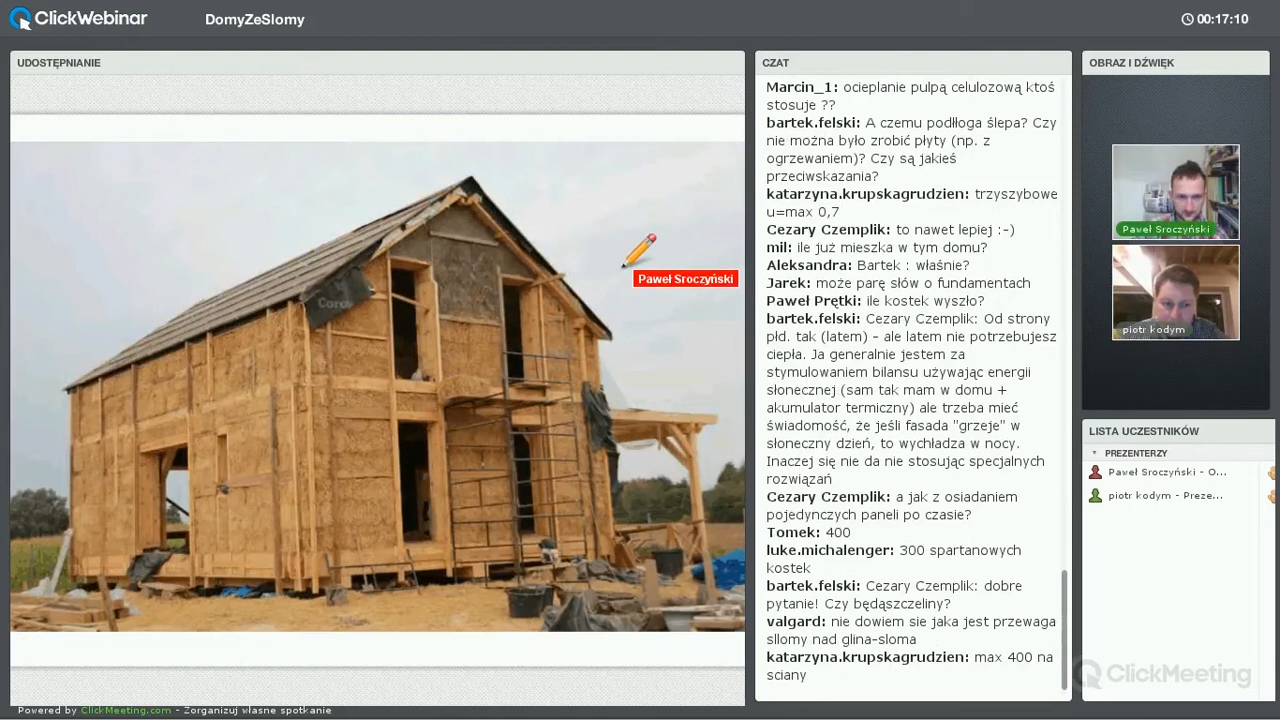 ClickWebinar
DomyZeSlomy
00:17:10
UDOSTĘPNIANIE
Paweł Sroczyński
CZAT
Marcin_1: ocieplanie pulpą celulozową ktoś
stosuje ??
bartek.felski: A czemu podłłoga ślepa? Czy
nie można było zrobić płyty (np. z
ogrzewaniem)? Czy są jakieś
przeciwskazania?
katarzyna.krupskagrudzien: trzyszybowe
u=max 0,7
Cezary Czemplik: to nawet lepiej :-)
mil: ile już mieszka w tym domu?
Aleksandra: Bartek : właśnie?
Jarek: może parę słów o fundamentach
Paweł Prętki: ile kostek wyszło?
bartek.felski: Cezary Czemplik: Od strony
płd. tak (latem) - ale latem nie potrzebujesz
ciepła. Ja generalnie jestem za
stymulowaniem bilansu używając energii
słonecznej (sam tak mam w domu +
akumulator termiczny) ale trzeba mieć
świadomość, że jeśli fasada "grzeje" w
słoneczny dzień, to wychładza w nocy.
Inaczej się nie da nie stosując specjalnych
rozwiązań
Cezary Czemplik: a jak z osiadaniem
pojedynczych paneli po czasie?
Tomek: 400
luke.michalenger: 300 spartanowych
kostek
bartek.felski: Cezary Czemplik: dobre
pytanie! Czy będąszczeliny?
valgard: nie dowiem sie jaka jest przewaga
sllomy nad glina-sloma
katarzyna.krupskagrudzien: max 400 na
sciany
OBRAZ I DŹWIĘK
Paweł Sroczyński
piotr kodym
LISTA UCZESTNIKÓW
PREZENTERZY
Paweł Sroczyński - O...
piotr kodym - Preze...
ClickMeeting
Powered by ClickMeeting.com - Zorganizuj własne spotkanie